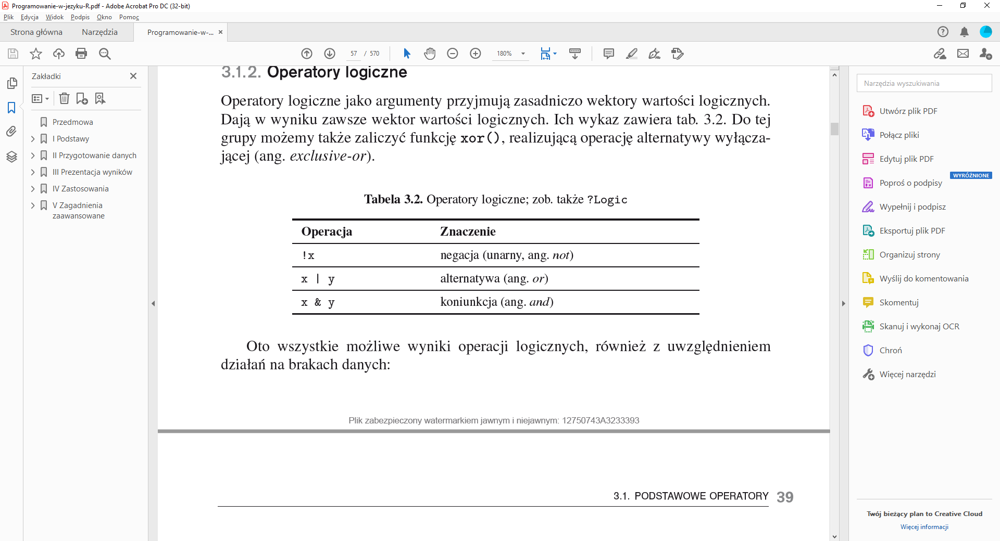 Programowanie-w-jezyku-R.pdf - Adobe Acrobat Pro DC (32-bit)
Plik Edycja Widok Podpis Okno Pomoc
Strona główna Narzędzia Programowanie-w-... ×
57 / 570 180%
Zakładki
Przedmowa
I Podstawy
II Przygotowanie danych
III Prezentacja wyników
IV Zastosowania
V Zagadnienia
zaawansowane
3.1.2. Operatory logiczne
Operatory logiczne jako argumenty przyjmują zasadniczo wektory wartości logicznych.
Dają w wyniku zawsze wektor wartości logicznych. Ich wykaz zawiera tab. 3.2. Do tej
grupy możemy także zaliczyć funkcję xor(), realizującą operację alternatywy wyłącza-
jącej (ang. exclusive-or).
Tabela 3.2. Operatory logiczne; zob. także ?Logic
Operacja Znaczenie
!x negacja (unarny, ang. not)
x | y alternatywa (ang. or)
x & y koniunkcja (ang. and)
Oto wszystkie możliwe wyniki operacji logicznych, również z uwzględnieniem
działań na brakach danych:
Plik zabezpieczony watermarkiem jawnym i niejawnym: 12750743A3233393
3.1. PODSTAWOWE OPERATORY 39
Narzędzia wyszukiwania
Utwórz plik PDF
Połącz pliki
Edytuj plik PDF
WYRÓŻNIONE
Poproś o podpisy
Wypełnij i podpisz
Eksportuj plik PDF
Organizuj strony
Wyślij do komentowania
Skomentuj
Skanuj i wykonaj OCR
Chroń
Więcej narzędzi
Twój bieżący plan to Creative Cloud
Więcej informacji